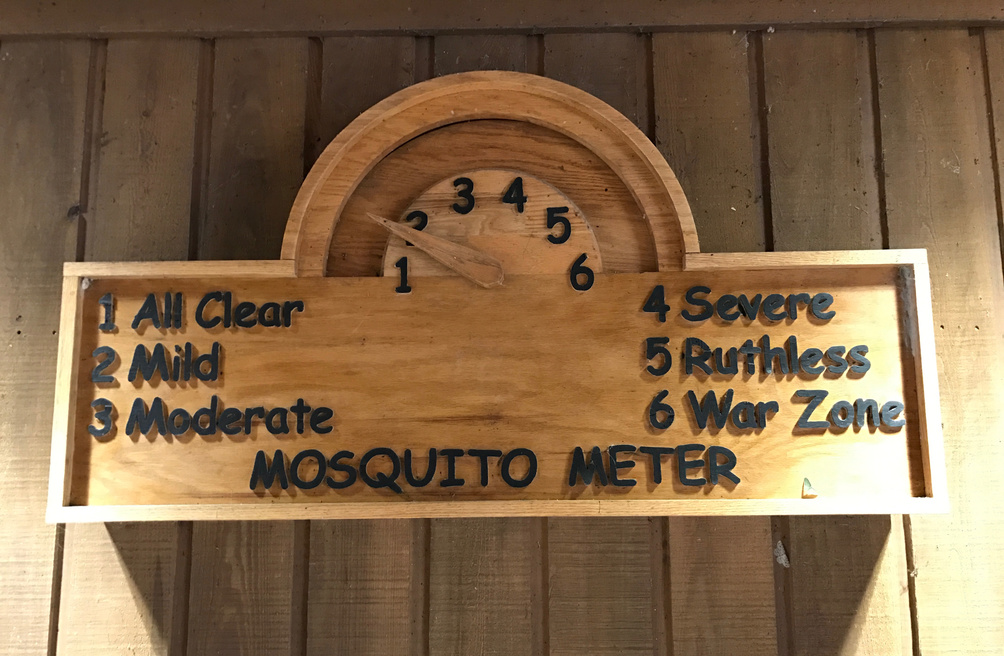 1 2 3 4 5 6
1 All Clear
2 Mild
3 Moderate
4 Severe
5 Ruthless
6 War Zone
MOSQUITO METER